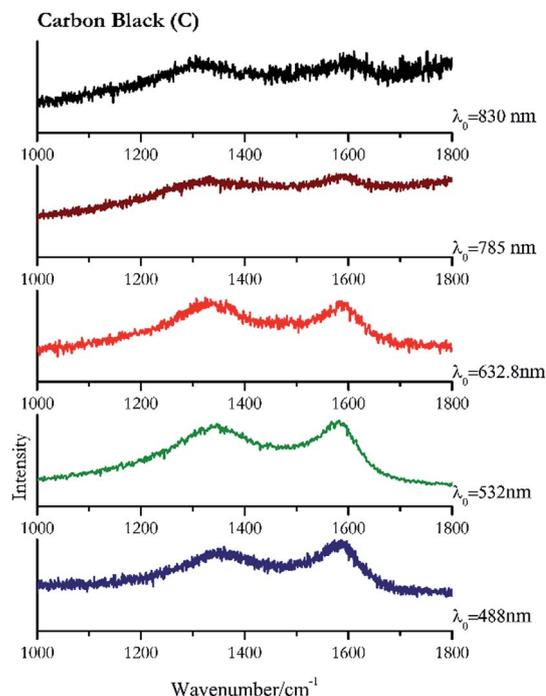 Carbon Black (C)
λ0=830 nm
1000 1200 1400 1600 1800
λ0=785 nm
1000 1200 1400 1600 1800
λ0=632.8nm
1000 1200 1400 1600 1800
Intensity
λ0=532nm
1000 1200 1400 1600 1800
λ0=488nm
1000 1200 1400 1600 1800
Wavenumber/cm-1